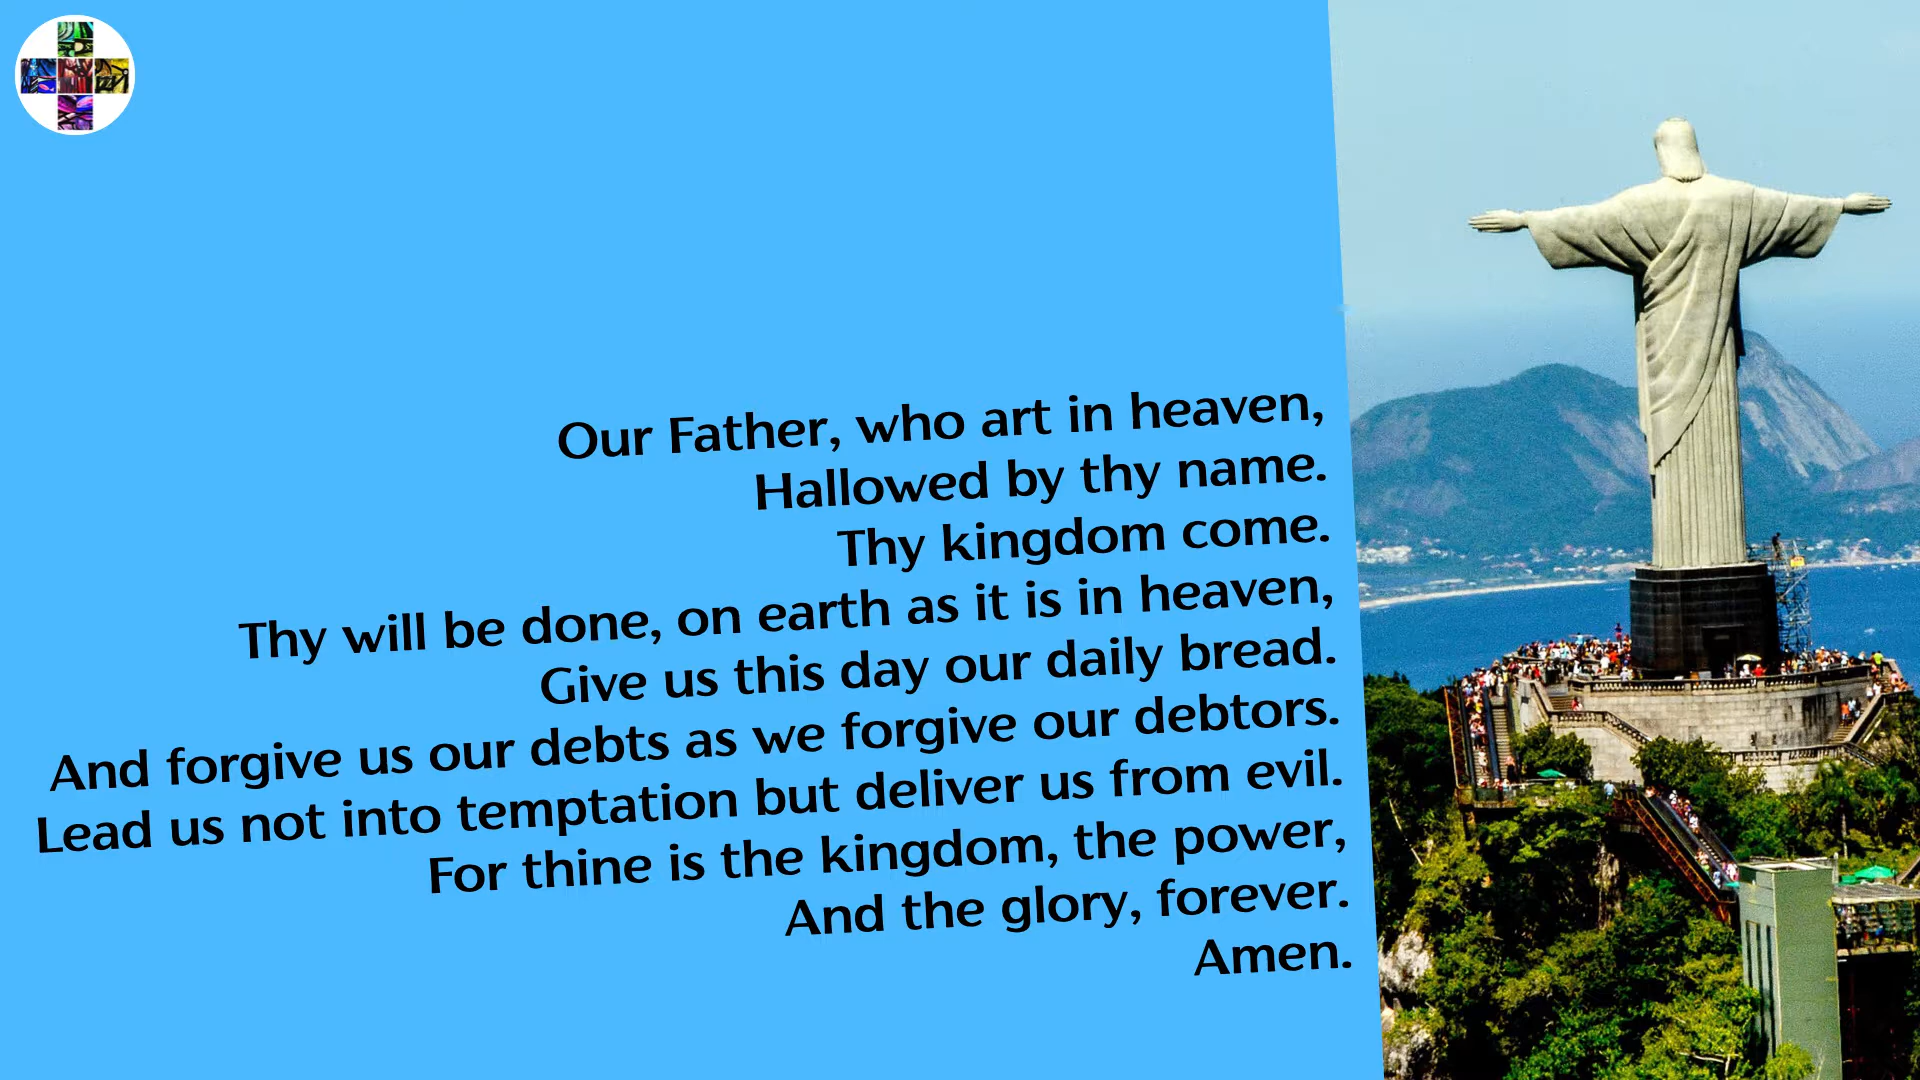 Our Father, who art in heaven,
Hallowed by thy name.
Thy kingdom come.
Thy will be done, on earth as it is in heaven,
Give us this day our daily bread.
And forgive us our debts as we forgive our debtors.
Lead us not into temptation but deliver us from evil.
For thine is the kingdom, the power,
And the glory, forever.
Amen.